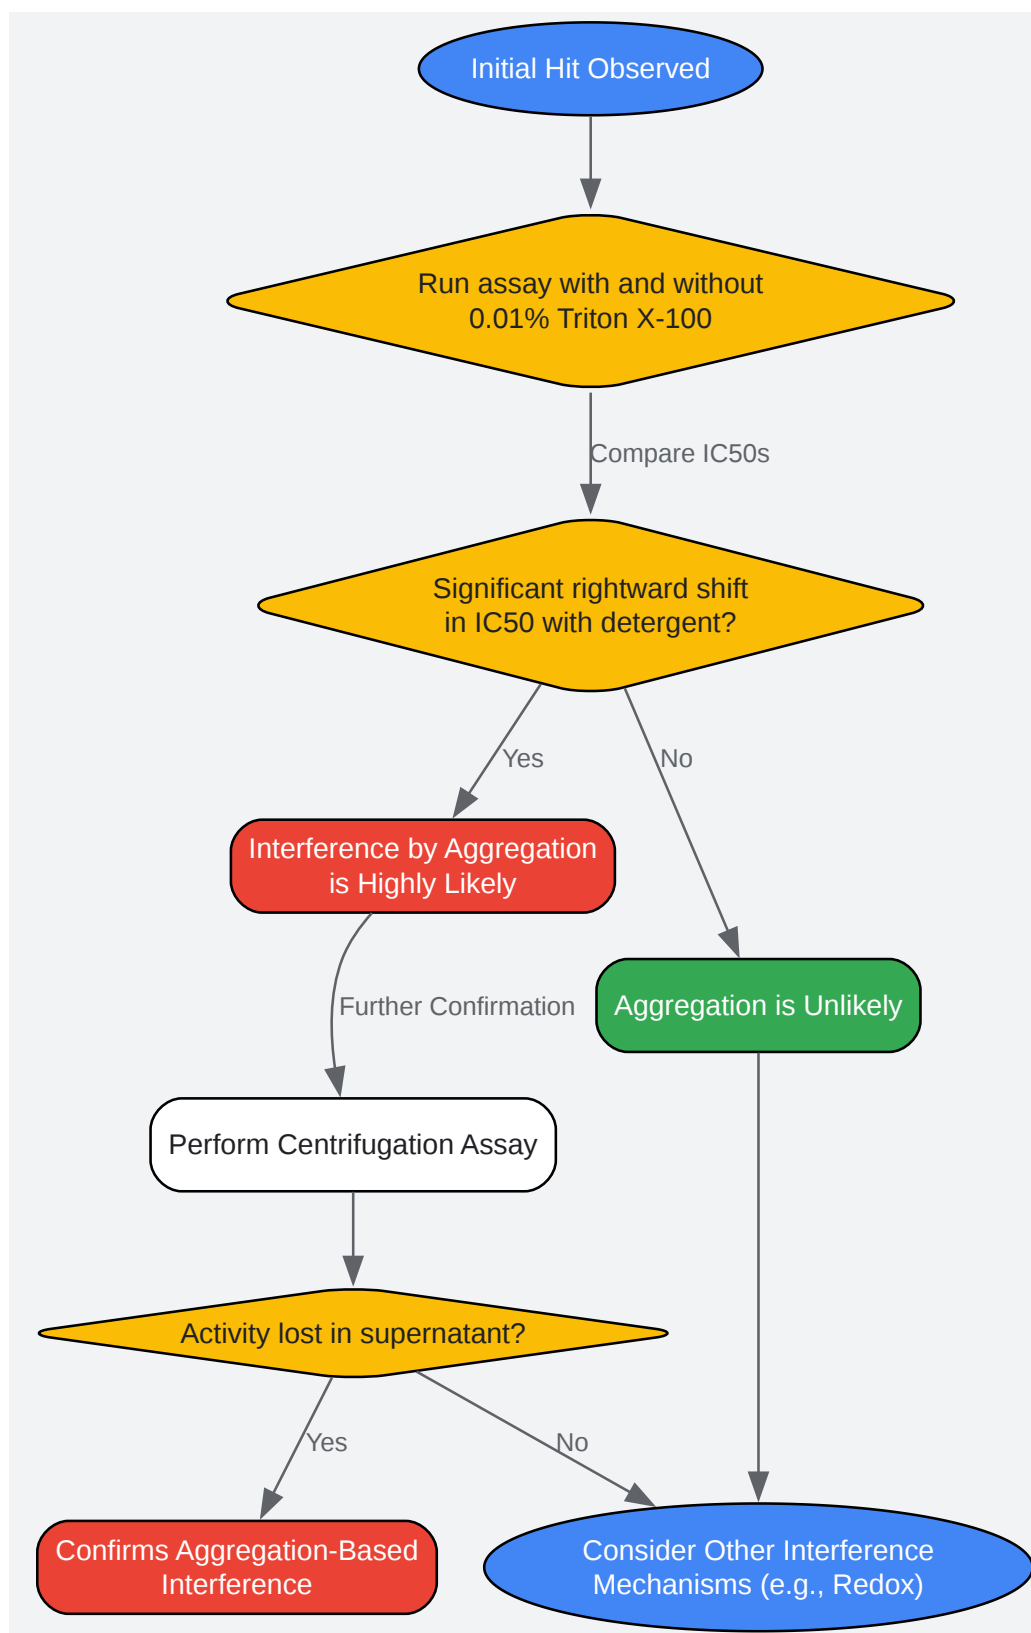 Initial Hit Observed
Run assay with and without
0.01% Triton X-100
Compare IC50s
Significant rightward shift
in IC50 with detergent?
Yes
No
Interference by Aggregation
is Highly Likely
Further Confirmation
Aggregation is Unlikely
Perform Centrifugation Assay
Activity lost in supernatant?
Yes
No
Confirms Aggregation-Based
Interference
Consider Other Interference
Mechanisms (e.g., Redox)